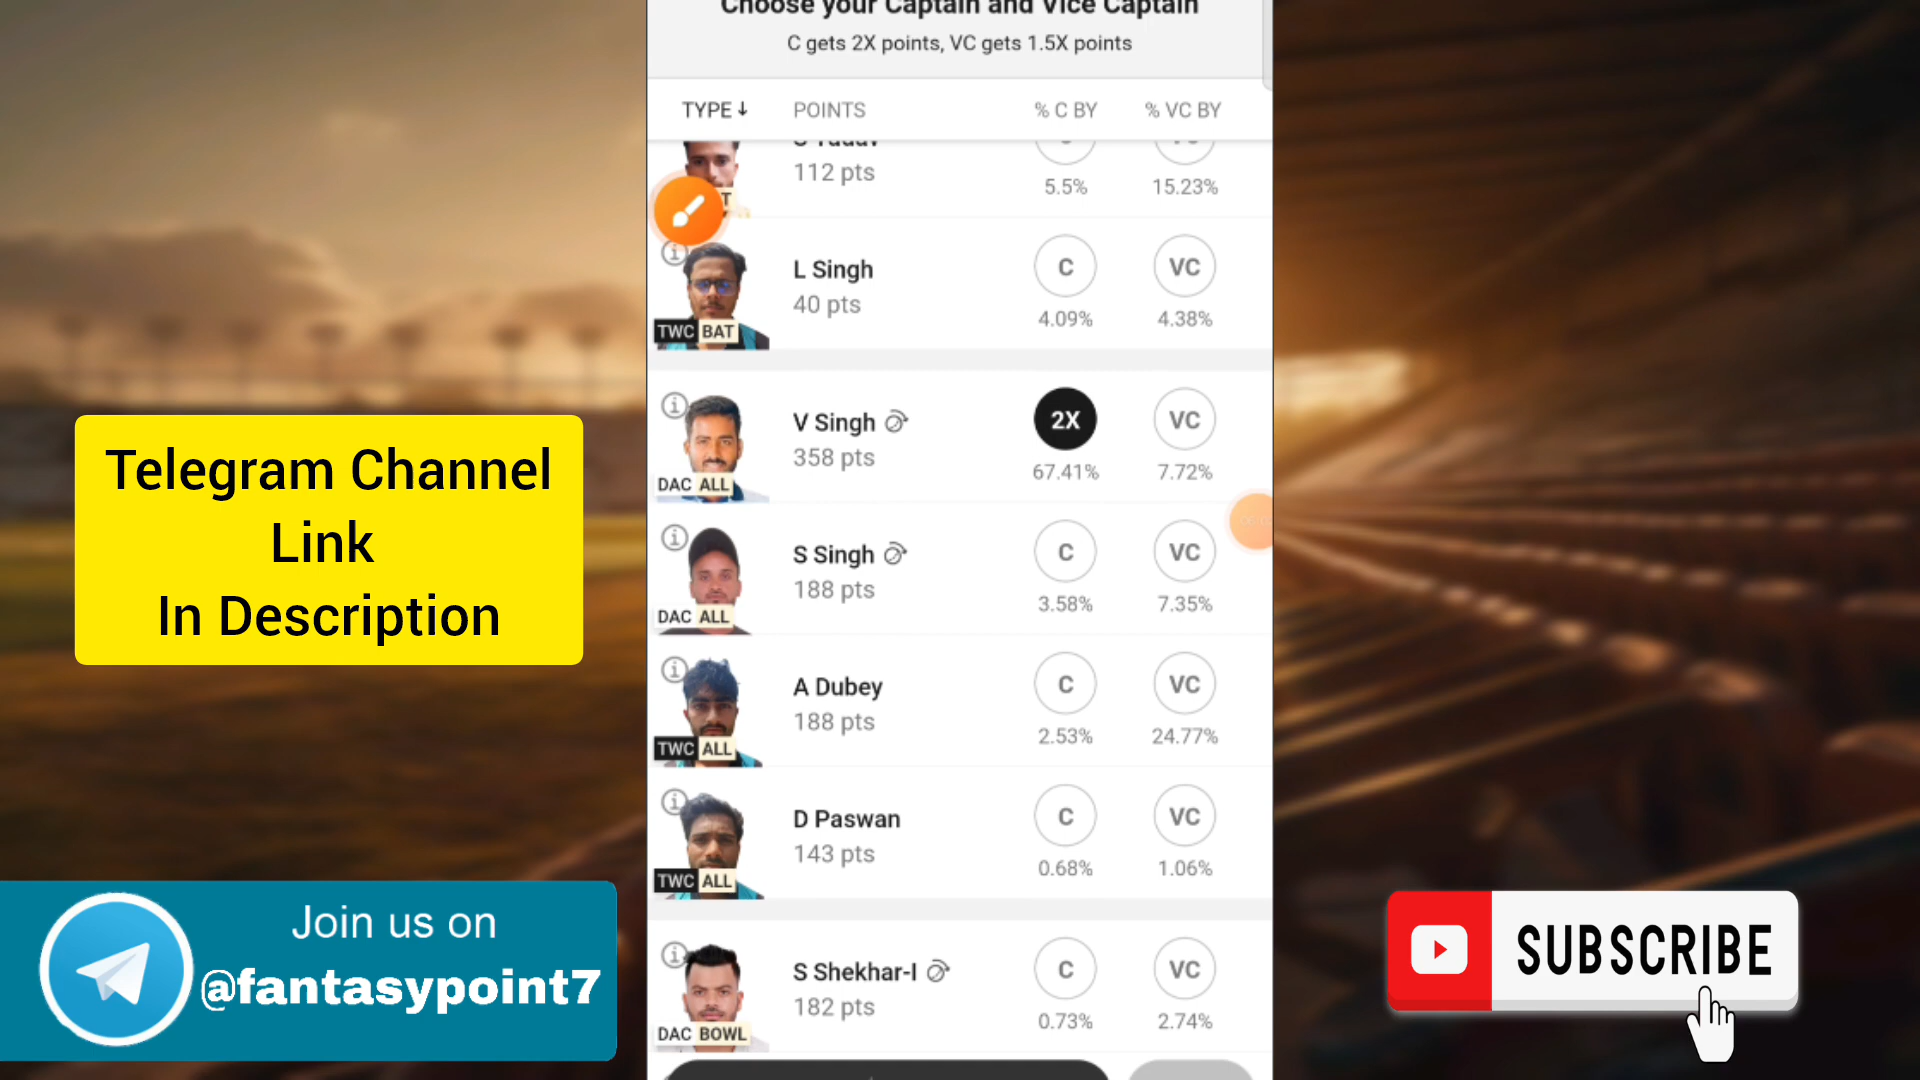 Choose your Captain and Vice Captain
C gets 2X points, VC gets 1.5X points
TYPE↓ POINTS % C BY % VC BY
112 pts 5.5% 15.23%
L Singh C VC
40 pts 4.09% 4.38%
TWC BAT
V Singh 2X VC
358 pts 67.41% 7.72%
DAC ALL
S Singh C VC
188 pts 3.58% 7.35%
DAC ALL
A Dubey C VC
188 pts 2.53% 24.77%
TWC ALL
D Paswan C VC
143 pts 0.68% 1.06%
TWC ALL
S Shekhar-I C VC
182 pts 0.73% 2.74%
DAC BOWL
Telegram Channel
Link
In Description
Join us on
@fantasypoint7
SUBSCRIBE